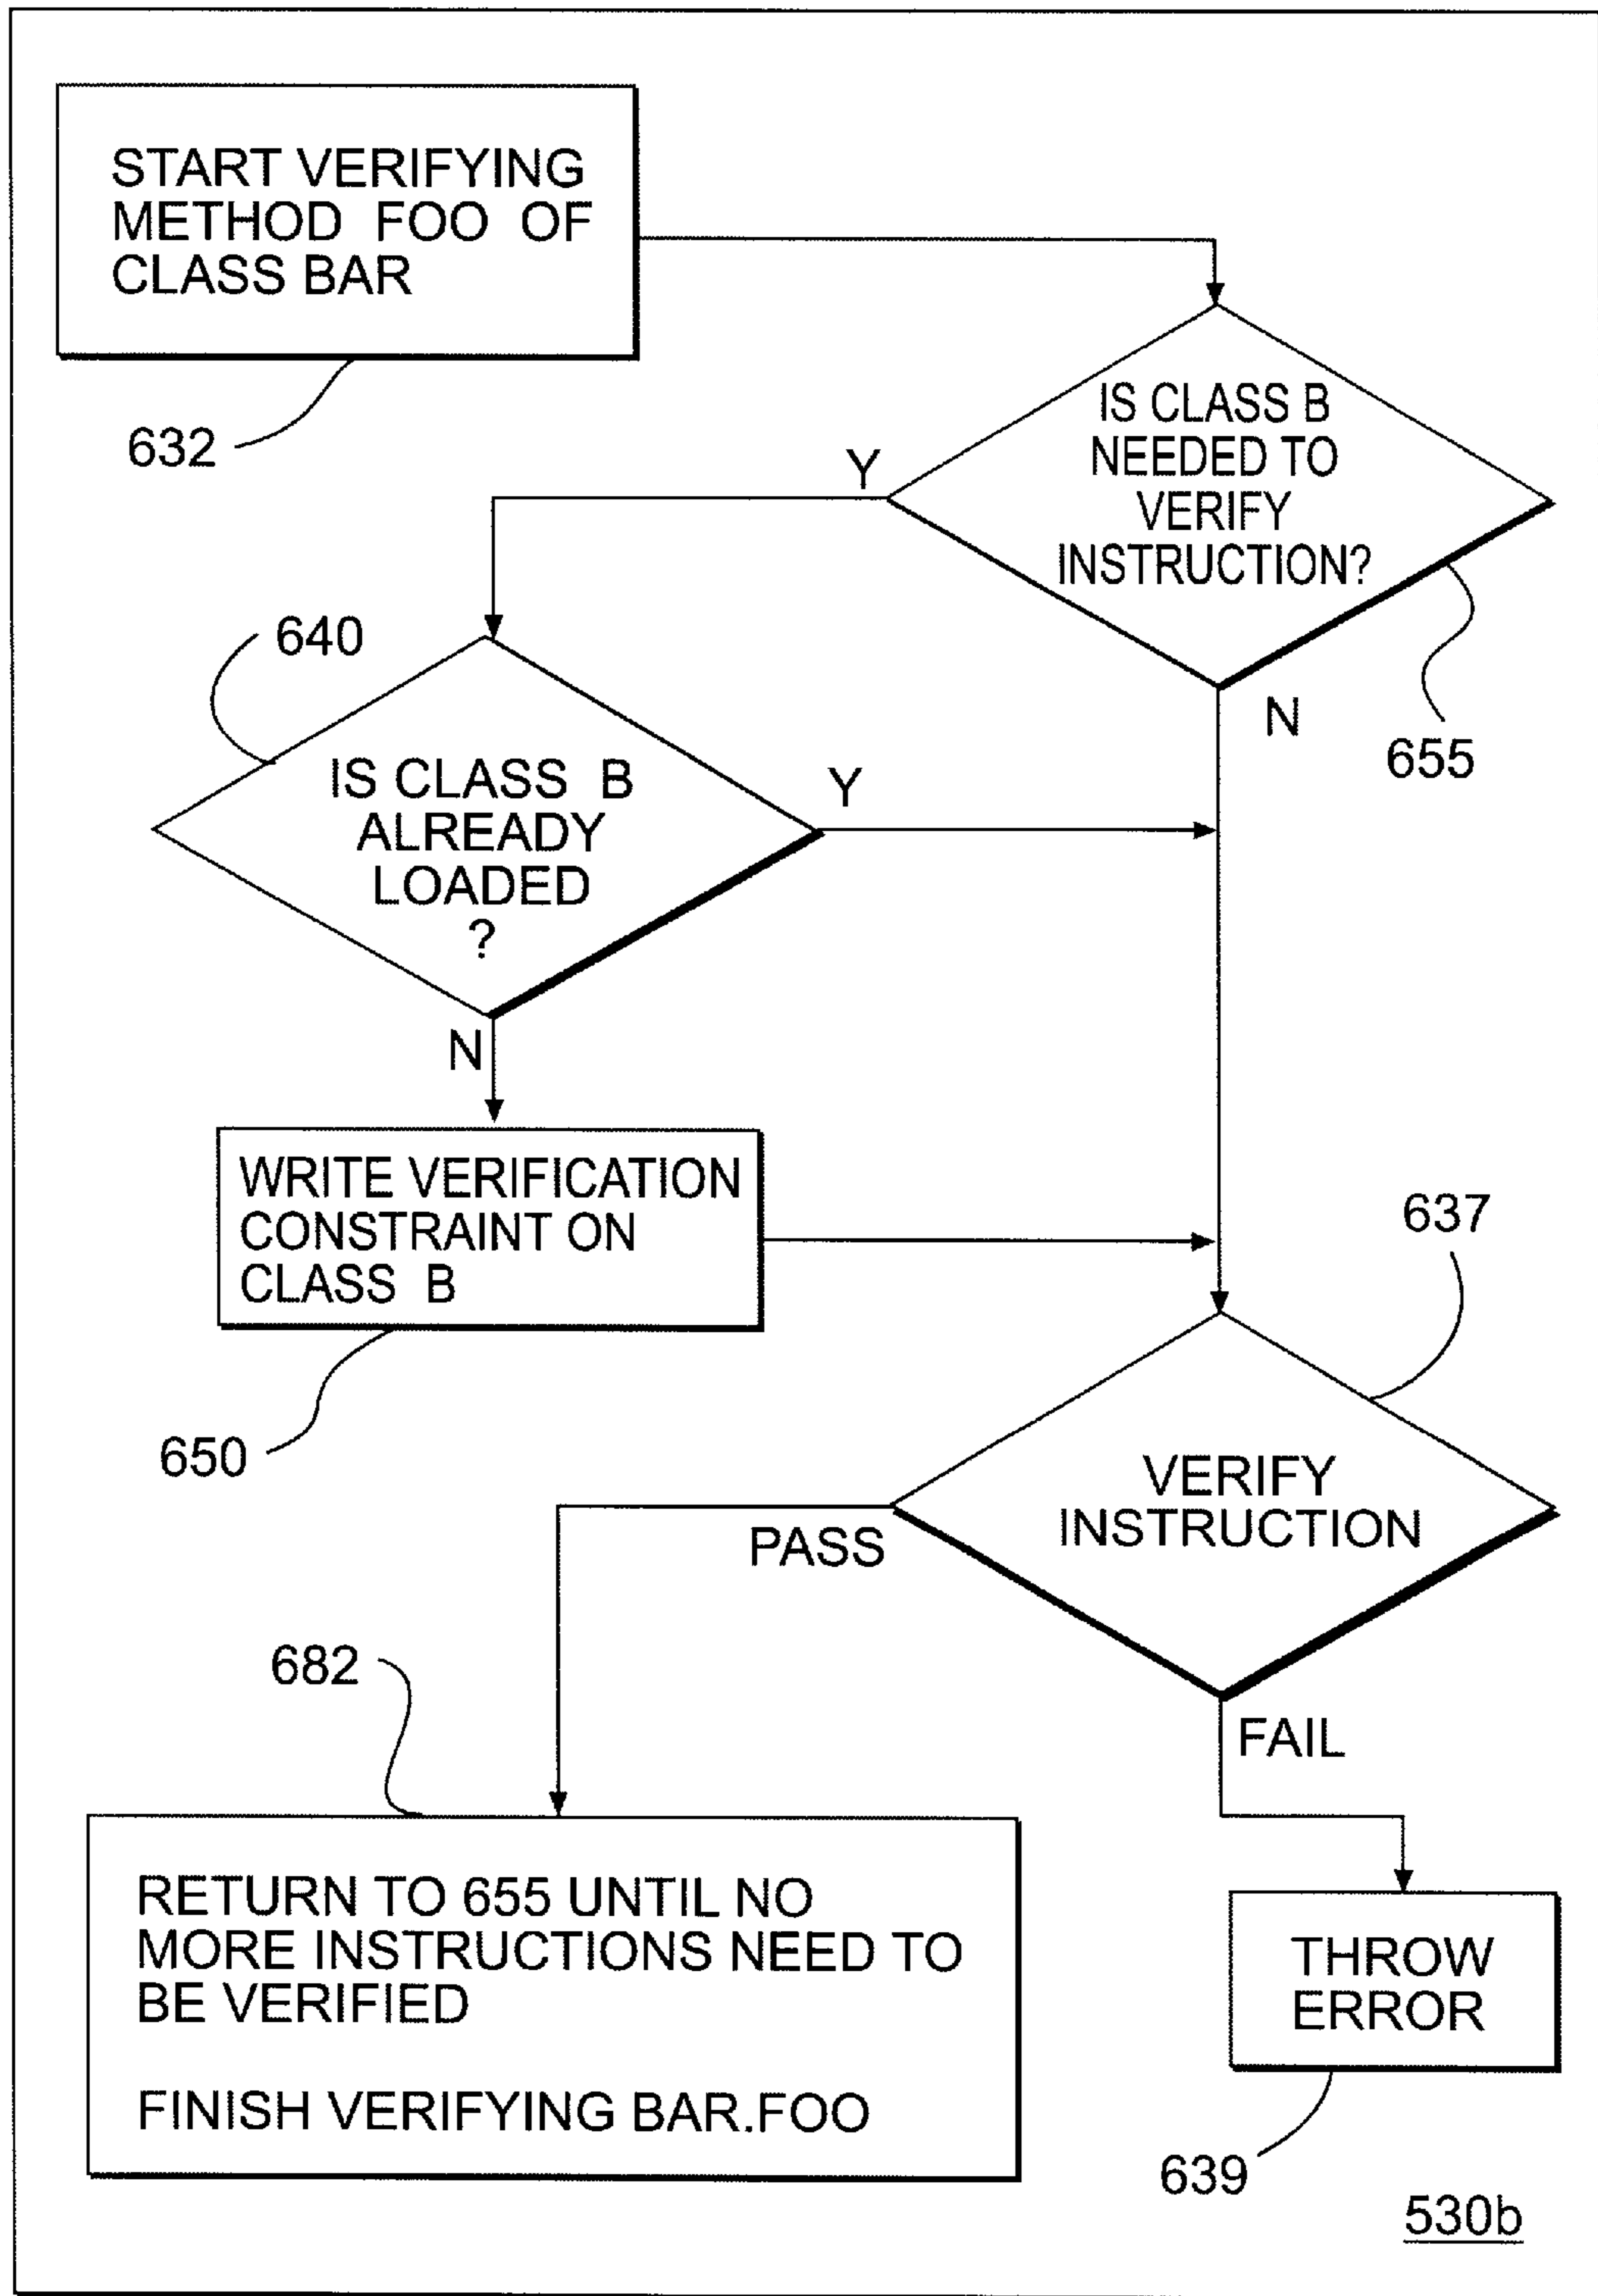 START VERIFYING
METHOD FOO OF
CLASS BAR
632
IS CLASS B
NEEDED TO
VERIFY
INSTRUCTION?
Y
N
655
640
IS CLASS B
ALREADY
LOADED
?
Y
N
WRITE VERIFICATION
CONSTRAINT ON
CLASS B
650
637
VERIFY
INSTRUCTION
PASS
FAIL
682
RETURN TO 655 UNTIL NO
MORE INSTRUCTIONS NEED TO
BE VERIFIED
FINISH VERIFYING BAR.FOO
THROW
ERROR
639
530b